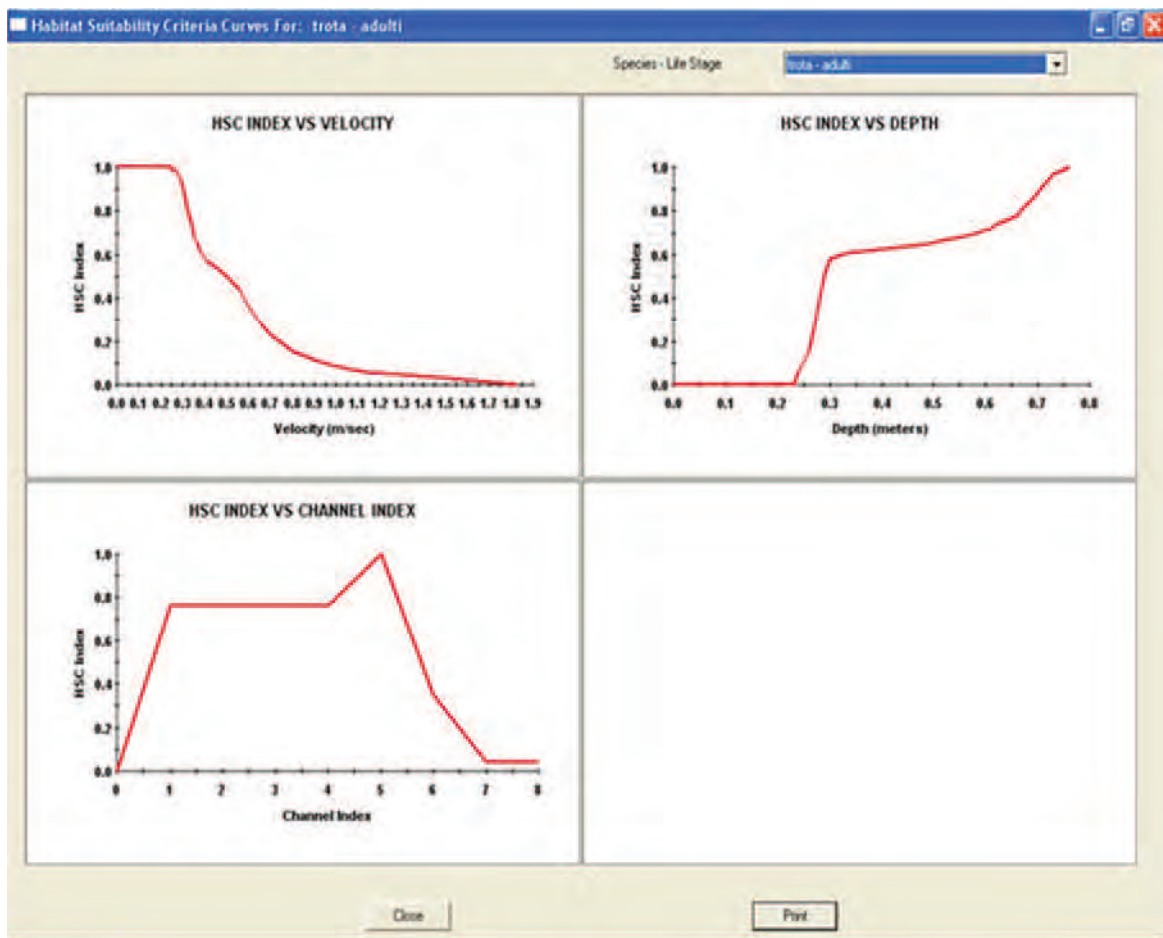 Habitat Suitability Criteria Curves For: trota - adulti
Species - Life Stage
trota - adulti
HSC INDEX VS VELOCITY
HSC Index
1.0
0.8
0.6
0.4
0.2
0.0
0.0 0.1 0.2 0.3 0.4 0.5 0.6 0.7 0.8 0.9 1.0 1.1 1.2 1.3 1.4 1.5 1.6 1.7 1.8 1.9
Velocity (m/sec)
HSC INDEX VS DEPTH
HSC Index
1.0
0.8
0.6
0.4
0.2
0.0
0.0 0.1 0.2 0.3 0.4 0.5 0.6 0.7 0.8
Depth (meters)
HSC INDEX VS CHANNEL INDEX
HSC Index
1.0
0.8
0.6
0.4
0.2
0.0
0 1 2 3 4 5 6 7 8
Channel Index
Close
Print